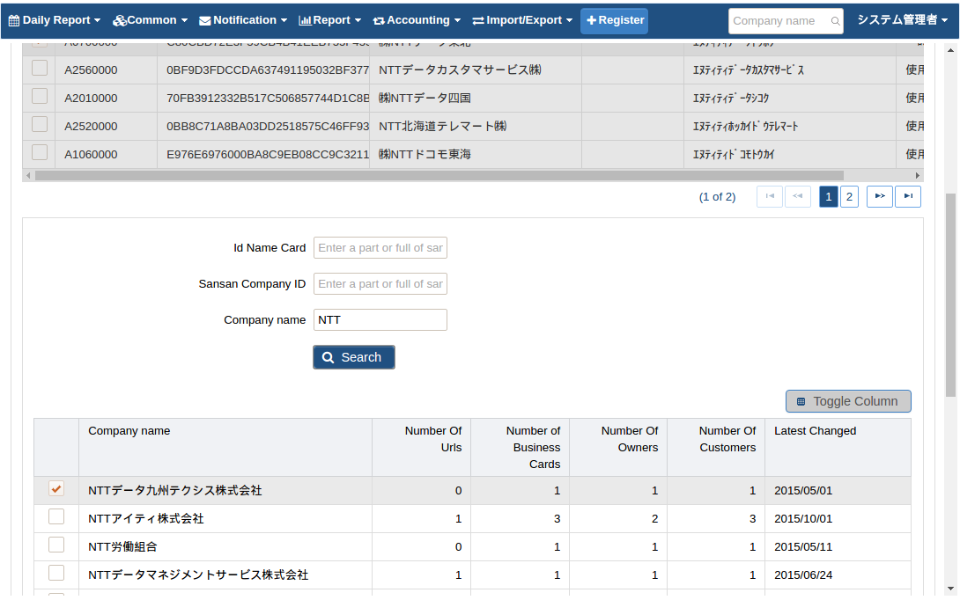 Daily Report Common Notification Report Accounting Import/Export Register Company name システム管理者
A2560000 0BF9D3FDCCDA637491195032BF377 NTTデータカスタマサービス㈱ ｴﾇﾃｨﾃｨﾃﾞｰﾀｶｽﾀﾏｻｰﾋﾞｽ 使用
A2010000 70FB3912332B517C506857744D1C8B ㈱NTTデータ四国 ｴﾇﾃｨﾃｨﾃﾞｰﾀｼｺｸ 使用
A2520000 0BB8C71A8BA03DD2518575C46FF93 NTT北海道テレマート㈱ ｴﾇﾃｨﾃｨﾎｯｶｲﾄﾞｳﾃﾚﾏｰﾄ 使用
A1060000 E976E6976000BA8C9EB08CC9C3211 ㈱NTTドコモ東海 ｴﾇﾃｨﾃｨﾄﾞｺﾓﾄｳｶｲ 使用
(1 of 2) 1 2
Id Name Card Enter a part or full of sar
Sansan Company ID Enter a part or full of sar
Company name NTT
Search
Toggle Column
Company name Number Of Urls Number of Business Cards Number Of Owners Number Of Customers Latest Changed
NTTデータ九州テクシス株式会社 0 1 1 1 2015/05/01
NTTアイティ株式会社 1 3 2 3 2015/10/01
NTT労働組合 0 1 1 1 2015/05/11
NTTデータマネジメントサービス株式会社 1 1 1 1 2015/06/24